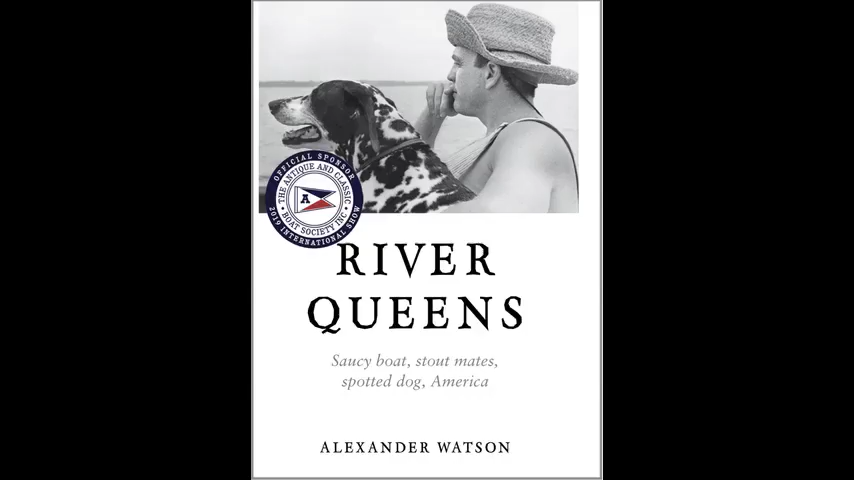 OFFICIAL SPONSOR
THE ANTIQUE AND CLASSIC
A
BOAT SOCIETY INC
2019 INTERNATIONAL SHOW
RIVER
QUEENS
Saucy boat, stout mates,
spotted dog, America
ALEXANDER WATSON